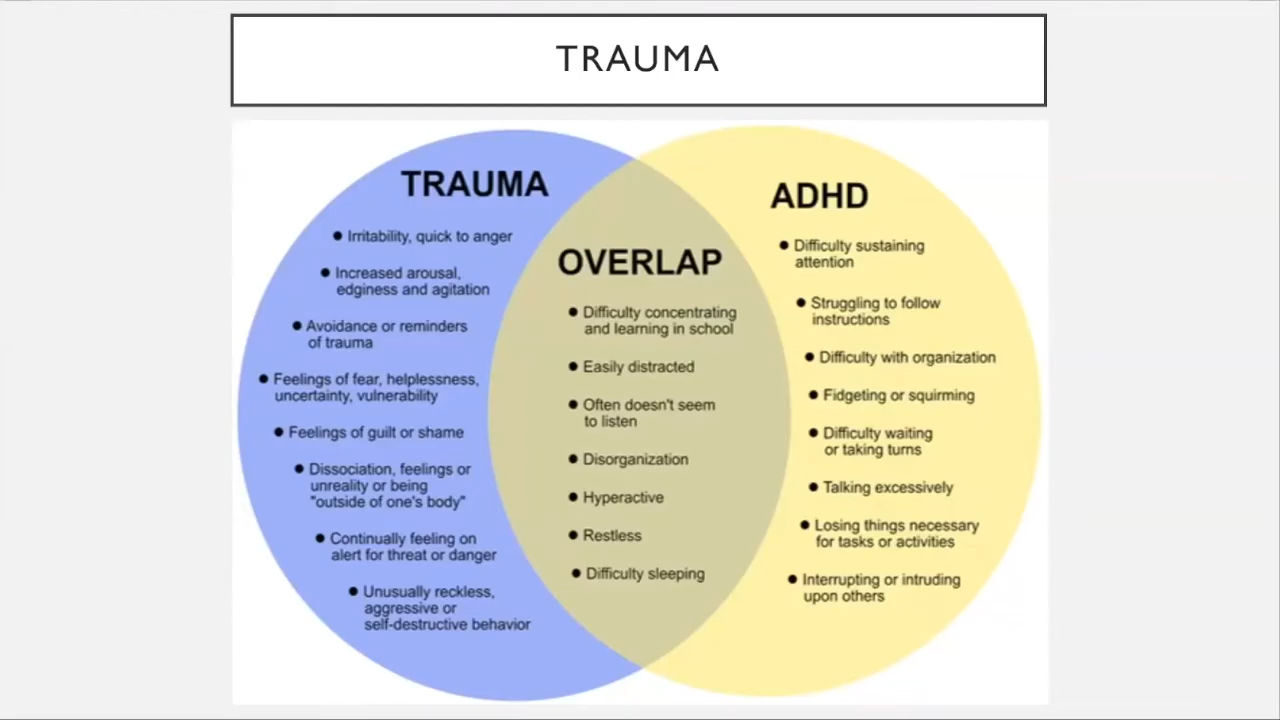 TRAUMA
TRAUMA
● Irritability, quick to anger
● Increased arousal,
edginess and agitation
● Avoidance or reminders
of trauma
● Feelings of fear, helplessness,
uncertainty, vulnerability
● Feelings of guilt or shame
● Dissociation, feelings or
unreality or being
"outside of one's body"
● Continually feeling on
alert for threat or danger
● Unusually reckless,
aggressive or
self-destructive behavior
OVERLAP
● Difficulty concentrating
and learning in school
● Easily distracted
● Often doesn't seem
to listen
● Disorganization
● Hyperactive
● Restless
● Difficulty sleeping
ADHD
● Difficulty sustaining
attention
● Struggling to follow
instructions
● Difficulty with organization
● Fidgeting or squirming
● Difficulty waiting
or taking turns
● Talking excessively
● Losing things necessary
for tasks or activities
● Interrupting or intruding
upon others